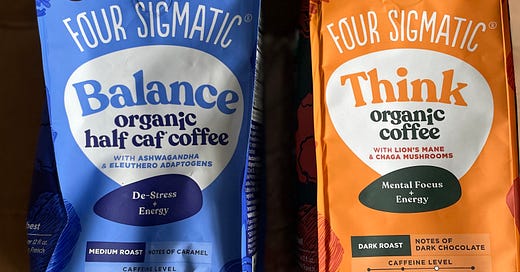 FOUR SIGMATIC®
Balance
organic
half caf coffee
WITH ASHWAGANDHA
& ELEUTHERO ADAPTOGENS
De-Stress
+
Energy
MEDIUM ROAST
NOTES OF CARAMEL
CAFFEINE LEVEL
FOUR SIGMATIC®
Think
organic
coffee
WITH LION'S MANE
& CHAGA MUSHROOMS
Mental Focus
+
Energy
DARK ROAST
NOTES OF
DARK CHOCOLATE
CAFFEINE LEVEL